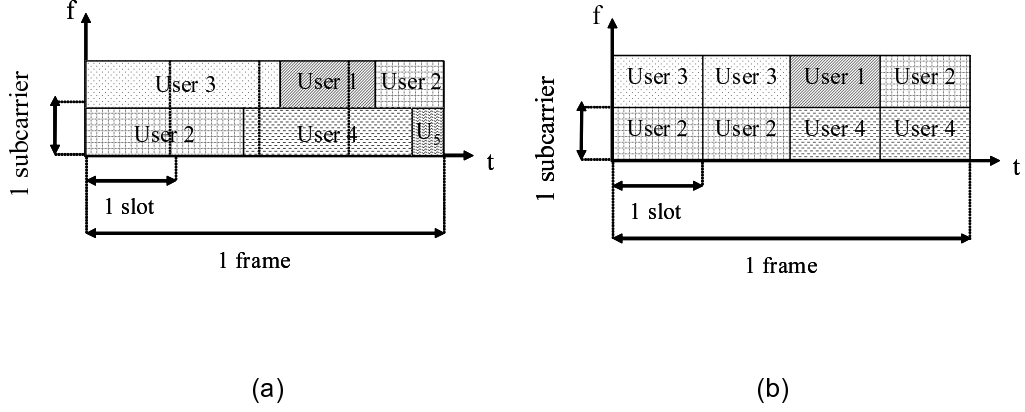 f
User 3
User 1
User 2
User 2
User 4
U5
1 subcarrier
t
1 slot
1 frame
(a)
f
User 3
User 3
User 1
User 2
User 2
User 2
User 4
User 4
1 subcarrier
t
1 slot
1 frame
(b)